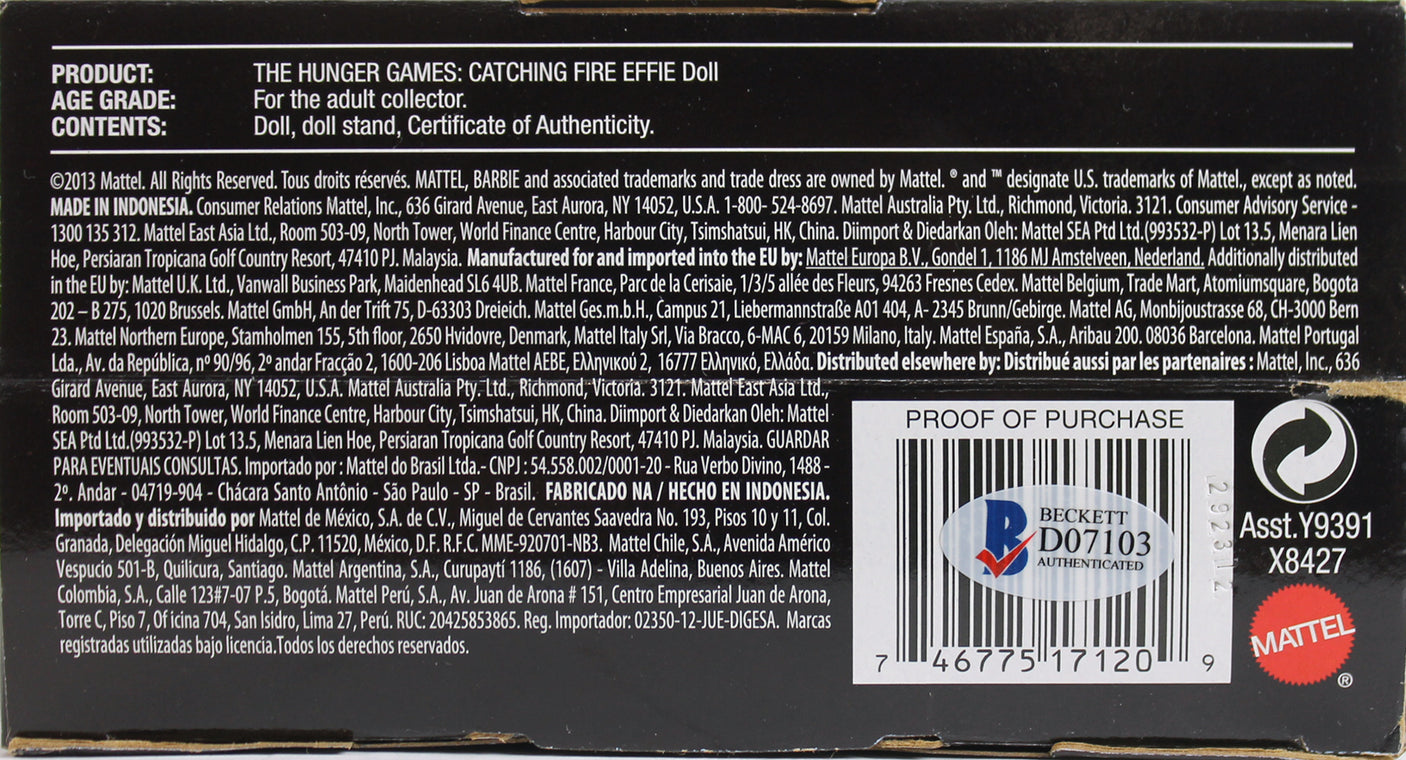 PRODUCT: THE HUNGER GAMES: CATCHING FIRE EFFIE Doll
AGE GRADE: For the adult collector.
CONTENTS: Doll, doll stand, Certificate of Authenticity.
©2013 Mattel. All Rights Reserved. Tous droits réservés. MATTEL, BARBIE and associated trademarks and trade dress are owned by Mattel. ® and ™ designate U.S. trademarks of Mattel., except as noted.
MADE IN INDONESIA. Consumer Relations Mattel, Inc., 636 Girard Avenue, East Aurora, NY 14052, U.S.A. 1-800- 524-8697. Mattel Australia Pty. Ltd., Richmond, Victoria. 3121. Consumer Advisory Service -
1300 135 312. Mattel East Asia Ltd., Room 503-09, North Tower, World Finance Centre, Harbour City, Tsimshatsui, HK, China. Diimport & Diedarkan Oleh: Mattel SEA Ptd Ltd.(993532-P) Lot 13.5, Menara Lien
Hoe, Persiaran Tropicana Golf Country Resort, 47410 PJ. Malaysia. Manufactured for and imported into the EU by: Mattel Europa B.V., Gondel 1, 1186 MJ Amstelveen, Nederland. Additionally distributed
in the EU by: Mattel U.K. Ltd., Vanwall Business Park, Maidenhead SL6 4UB. Mattel France, Parc de la Cerisaie, 1/3/5 allée des Fleurs, 94263 Fresnes Cedex. Mattel Belgium, Trade Mart, Atomiumsquare, Bogota
202 – B 275, 1020 Brussels. Mattel GmbH, An der Trift 75, D-63303 Dreieich. Mattel Ges.m.b.H., Campus 21, Liebermannstraße A01 404, A- 2345 Brunn/Gebirge. Mattel AG, Monbijoustrasse 68, CH-3000 Bern
23. Mattel Northern Europe, Stamholmen 155, 5th floor, 2650 Hvidovre, Denmark, Mattel Italy Srl, Via Bracco, 6-MAC 6, 20159 Milano, Italy. Mattel España, S.A., Aribau 200. 08036 Barcelona. Mattel Portugal
Lda., Av. da República, nº 90/96, 2º andar Fracção 2, 1600-206 Lisboa Mattel AEBE, Ελληνικού 2, 16777 Ελληνικό, Ελλάδα. Distributed elsewhere by: Distribué aussi par les partenaires : Mattel, Inc., 636
Girard Avenue, East Aurora, NY 14052, U.S.A. Mattel Australia Pty. Ltd., Richmond, Victoria. 3121. Mattel East Asia Ltd.,
Room 503-09, North Tower, World Finance Centre, Harbour City, Tsimshatsui, HK, China. Diimport & Diedarkan Oleh: Mattel
SEA Ptd Ltd.(993532-P) Lot 13.5, Menara Lien Hoe, Persiaran Tropicana Golf Country Resort, 47410 PJ. Malaysia. GUARDAR
PARA EVENTUAIS CONSULTAS. Importado por : Mattel do Brasil Ltda.- CNPJ : 54.558.002/0001-20 - Rua Verbo Divino, 1488 -
2º. Andar - 04719-904 - Chácara Santo Antônio - São Paulo - SP - Brasil. FABRICADO NA / HECHO EN INDONESIA.
Importado y distribuido por Mattel de México, S.A. de C.V., Miguel de Cervantes Saavedra No. 193, Pisos 10 y 11, Col.
Granada, Delegación Miguel Hidalgo, C.P. 11520, México, D.F. R.F.C. MME-920701-NB3. Mattel Chile, S.A., Avenida Américo
Vespucio 501-B, Quilicura, Santiago. Mattel Argentina, S.A., Curupaytí 1186, (1607) - Villa Adelina, Buenos Aires. Mattel
Colombia, S.A., Calle 123#7-07 P.5, Bogotá. Mattel Perú, S.A., Av. Juan de Arona # 151, Centro Empresarial Juan de Arona,
Torre C, Piso 7, Oficina 704, San Isidro, Lima 27, Perú. RUC: 20425853865. Reg. Importador: 02350-12-JUE-DIGESA. Marcas
registradas utilizadas bajo licencia.Todos los derechos reservados.
PROOF OF PURCHASE
B BECKETT
D07103
AUTHENTICATED
7 46775 17120 9
292312
Asst.Y9391
X8427
MATTEL
®